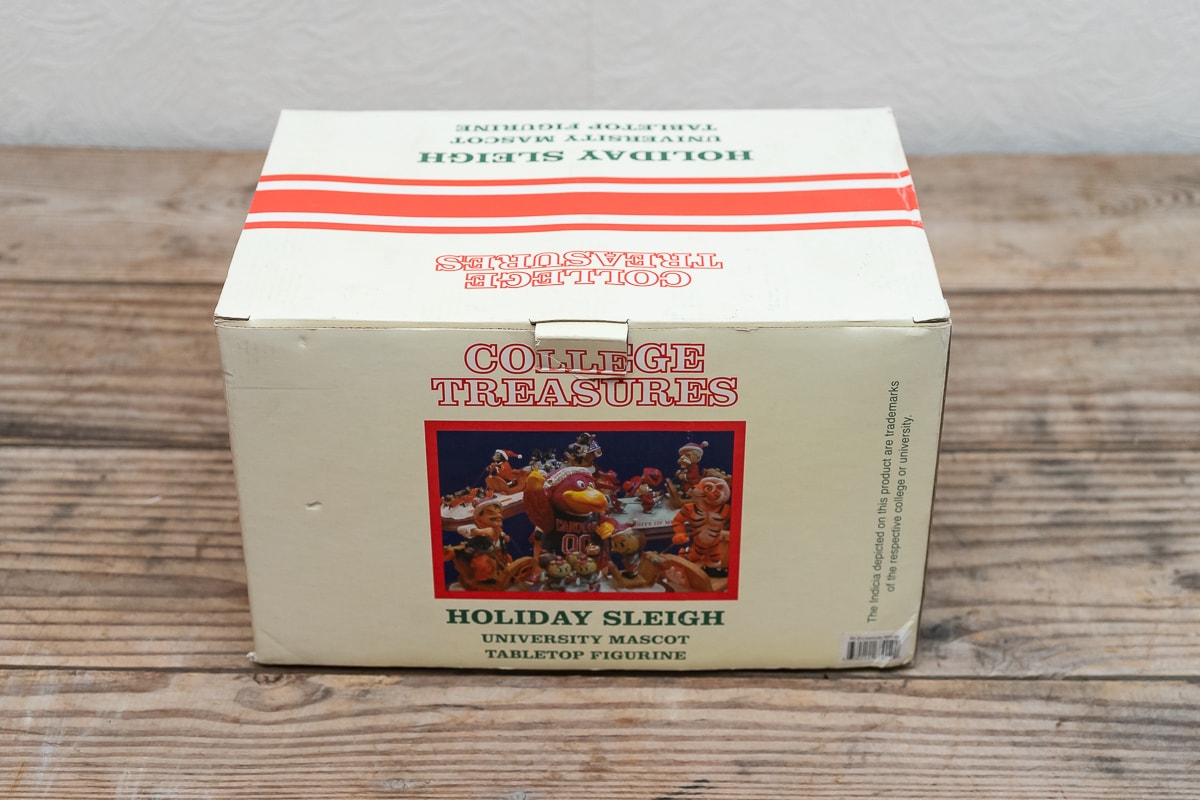 HOLIDAY SLEIGH
UNIVERSITY MASCOT
TABLETOP FIGURINE
COLLEGE
TREASURES
COLLEGE
TREASURES
00
HOLIDAY SLEIGH
UNIVERSITY MASCOT
TABLETOP FIGURINE
The Indicia depicted on this product are trademarks
of the respective college or university.